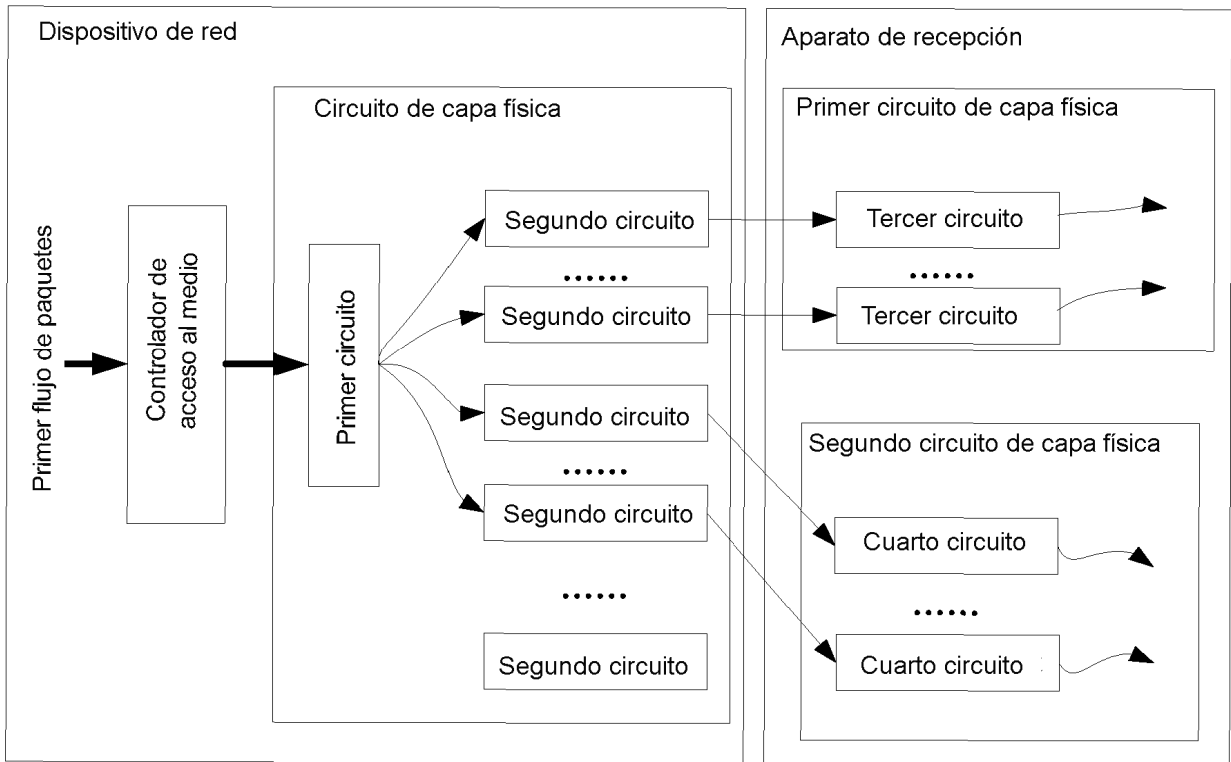 Dispositivo de red
Primer flujo de paquetes
Controlador de
acceso al medio
Circuito de capa física
Primer circuito
Segundo circuito
......
Segundo circuito
Segundo circuito
......
Segundo circuito
......
Segundo circuito
Aparato de recepción
Primer circuito de capa física
Tercer circuito
......
Tercer circuito
Segundo circuito de capa física
Cuarto circuito
......
Cuarto circuito